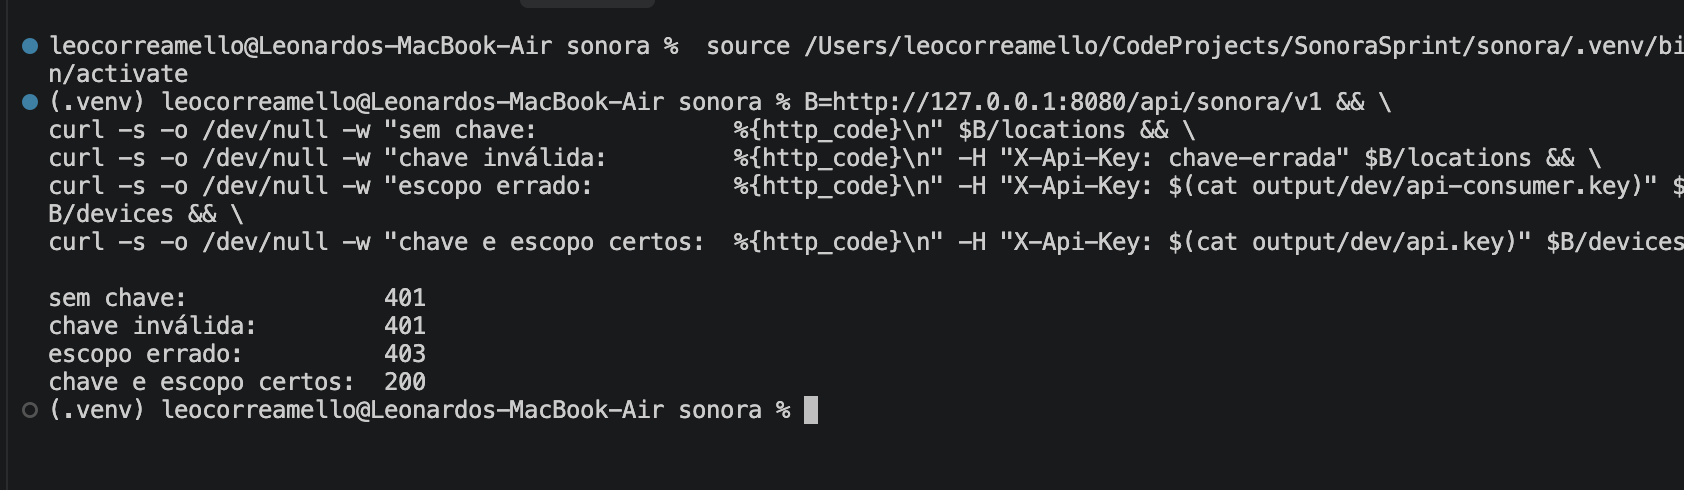 leocorreamello@Leonardos-MacBook-Air sonora %  source /Users/leocorreamello/CodeProjects/SonoraSprint/sonora/.venv/bi
n/activate
(.venv) leocorreamello@Leonardos-MacBook-Air sonora % B=http://127.0.0.1:8080/api/sonora/v1 && \
curl -s -o /dev/null -w "sem chave:              %{http_code}\n" $B/locations && \
curl -s -o /dev/null -w "chave inválida:         %{http_code}\n" -H "X-Api-Key: chave-errada" $B/locations && \
curl -s -o /dev/null -w "escopo errado:          %{http_code}\n" -H "X-Api-Key: $(cat output/dev/api-consumer.key)" $
B/devices && \
curl -s -o /dev/null -w "chave e escopo certos:  %{http_code}\n" -H "X-Api-Key: $(cat output/dev/api.key)" $B/devices
sem chave:              401
chave inválida:         401
escopo errado:          403
chave e escopo certos:  200
(.venv) leocorreamello@Leonardos-MacBook-Air sonora %